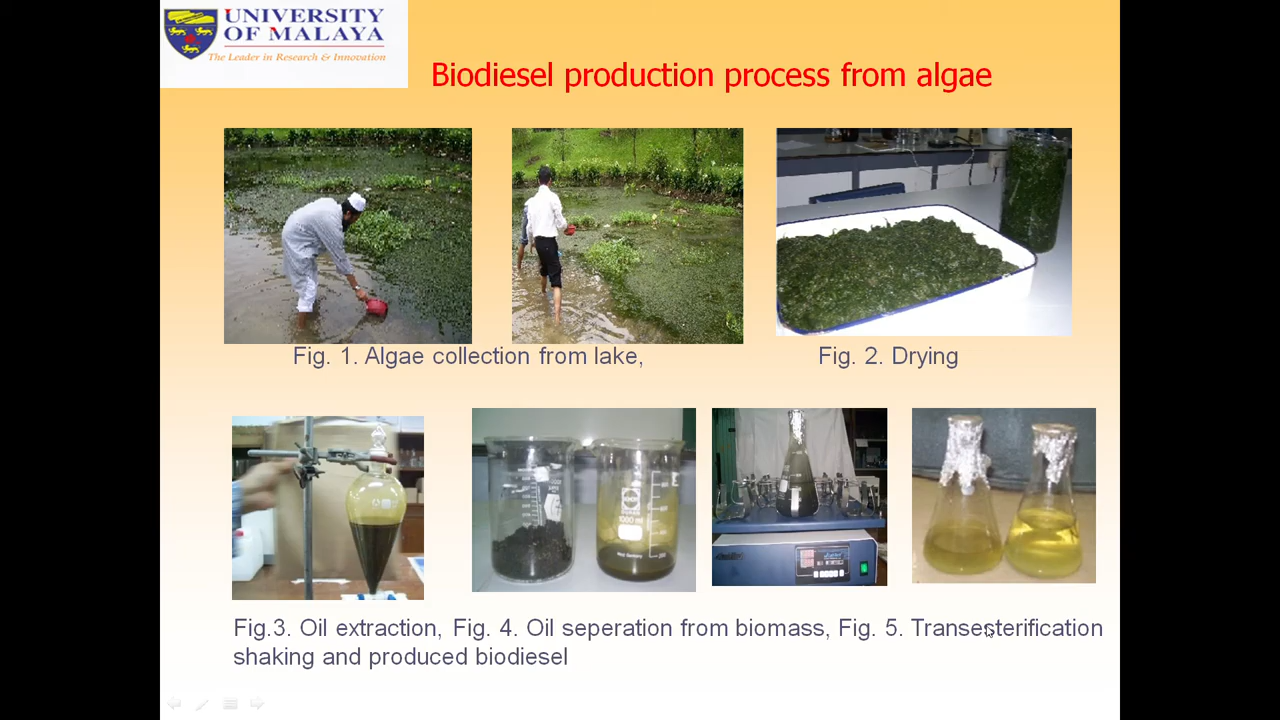 UNIVERSITY
OF MALAYA
The Leader in Research & Innovation
Biodiesel production process from algae
Fig. 1. Algae collection from lake,
Fig. 2. Drying
1000 ml
Fig.3. Oil extraction, Fig. 4. Oil seperation from biomass, Fig. 5. Transesterification
shaking and produced biodiesel